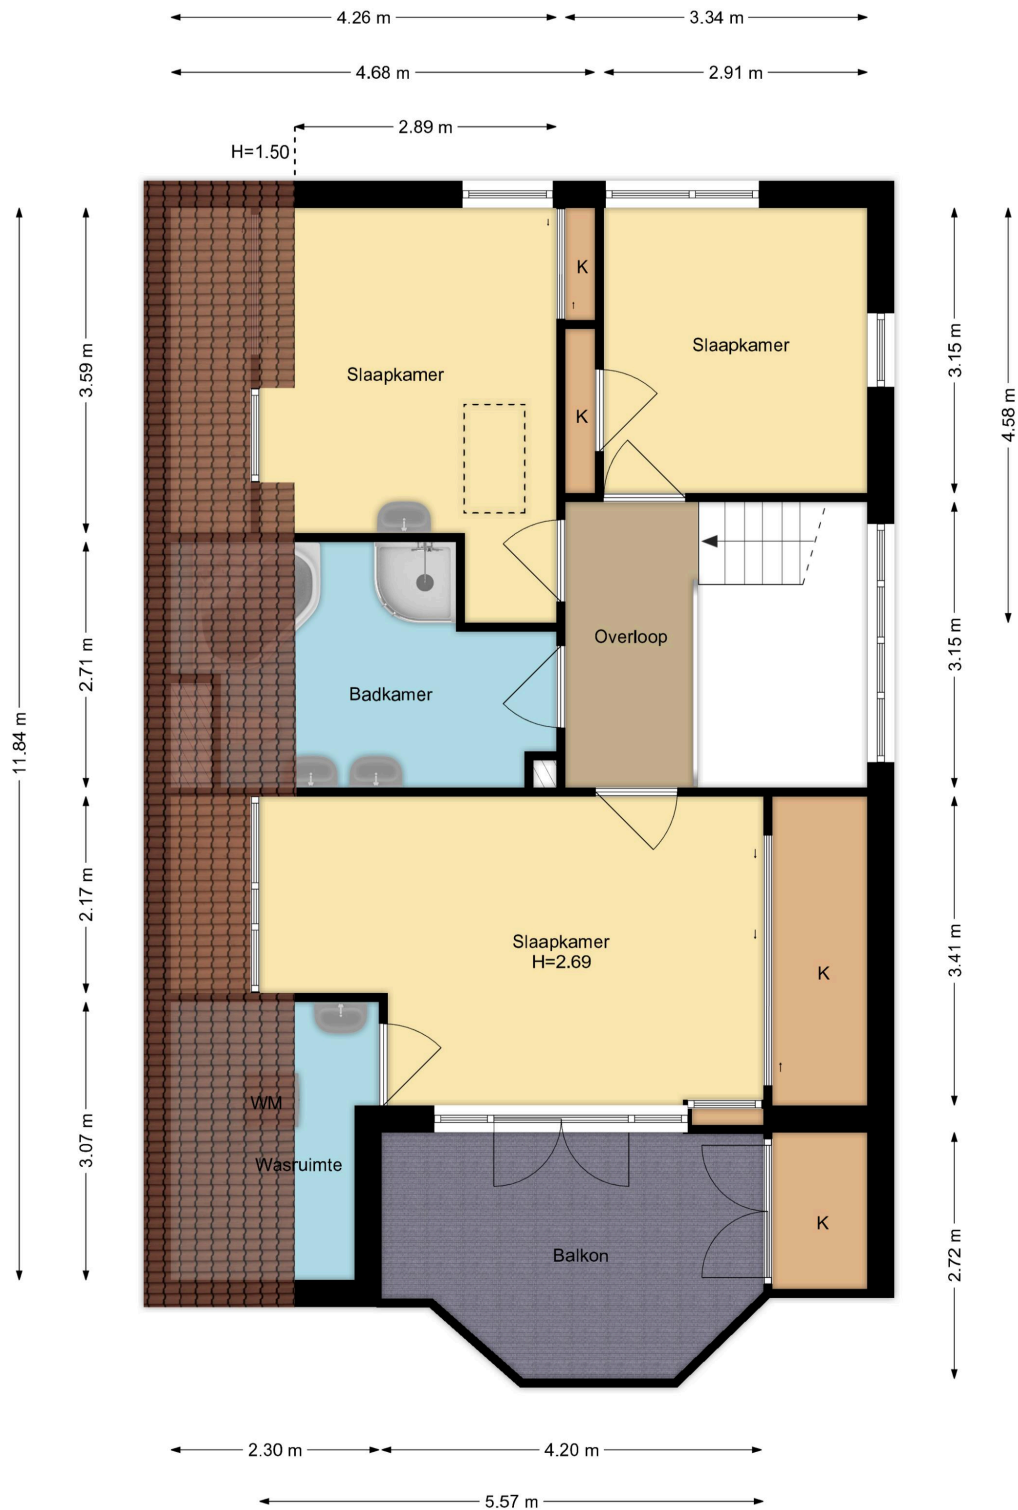 4.26 m
3.34 m
4.68 m
2.91 m
2.89 m
H=1.50
K
Slaapkamer
3.15 m
3.59 m
Slaapkamer
4.58 m
K
Overloop
3.15 m
2.71 m
Badkamer
11.84 m
2.17 m
Slaapkamer
H=2.69
3.41 m
K
WM
3.07 m
Wasruimte
K
Balkon
2.72 m
2.30 m
4.20 m
5.57 m